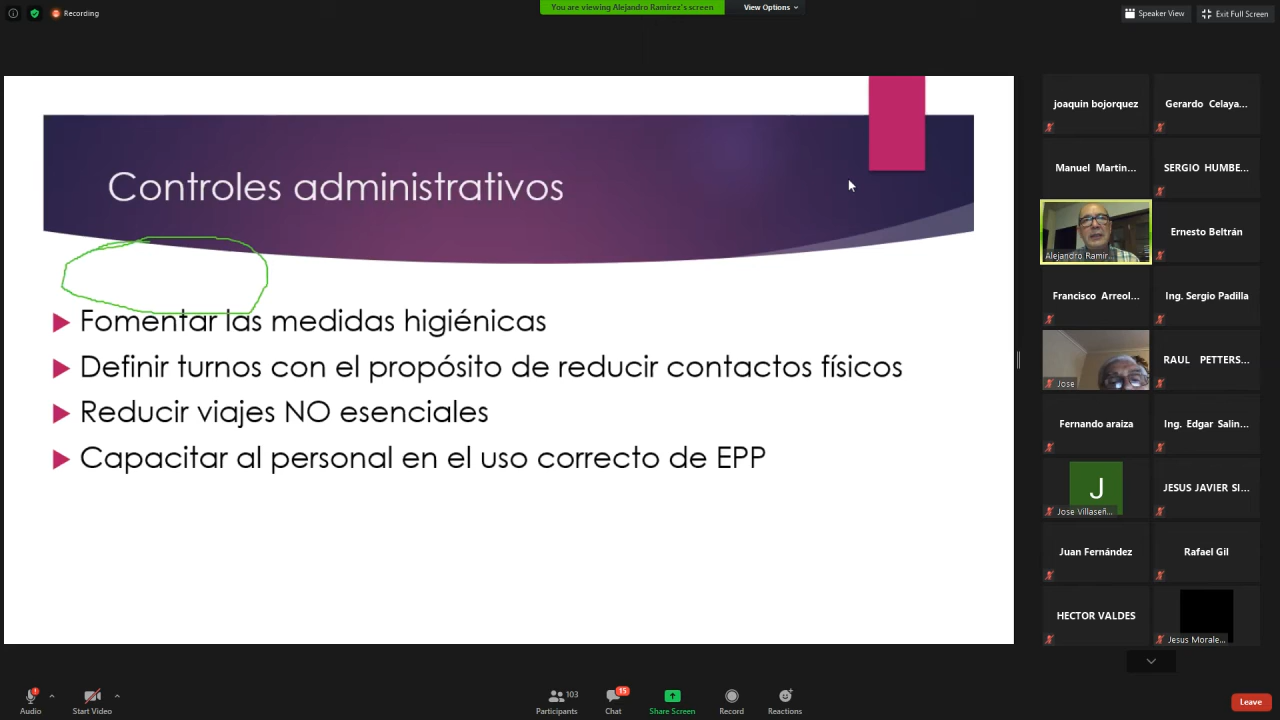 Recording
You are viewing Alejandro Ramirez's screen
View Options
Speaker View
Exit Full Screen
Controles administrativos
Fomentar las medidas higiénicas
Definir turnos con el propósito de reducir contactos físicos
Reducir viajes NO esenciales
Capacitar al personal en el uso correcto de EPP
joaquin bojorquez
Gerardo Celaya...
Manuel Martin...
SERGIO HUMBE...
Alejandro Ramir...
Ernesto Beltrán
Francisco Arreol...
Ing. Sergio Padilla
Jose
RAUL PETTERS...
Fernando araiza
Ing. Edgar Salin...
J
Jose Villaseñ...
JESUS JAVIER SI...
Juan Fernández
Rafael Gil
HECTOR VALDES
Jesus Morale...
Audio
Start Video
103
Participants
15
Chat
Share Screen
Record
Reactions
Leave